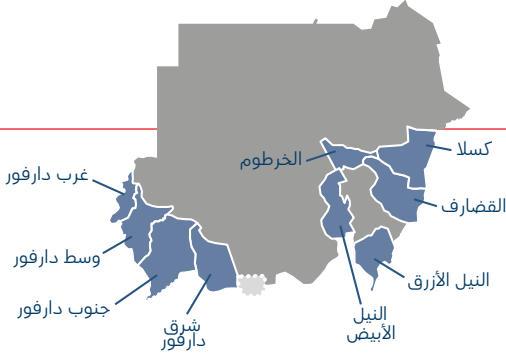 كسلا
الخرطوم
غرب دارفور
القضارف
وسط دارفور
النيل الأزرق
جنوب دارفور
شرق
دارفور
النيل
الأبيض